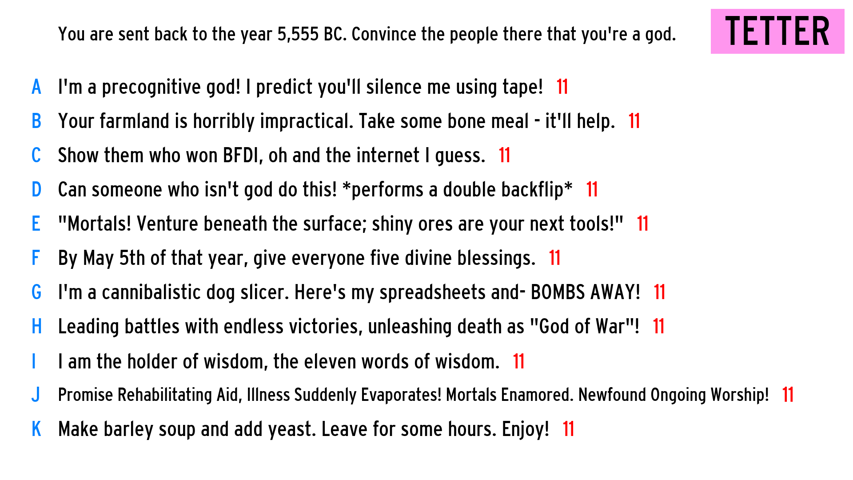 You are sent back to the year 5,555 BC. Convince the people there that you're a god.
TETTER
A I'm a precognitive god! I predict you'll silence me using tape! 11
B Your farmland is horribly impractical. Take some bone meal - it'll help. 11
C Show them who won BFDI, oh and the internet I guess. 11
D Can someone who isn't god do this! *performs a double backflip* 11
E "Mortals! Venture beneath the surface; shiny ores are your next tools!" 11
F By May 5th of that year, give everyone five divine blessings. 11
G I'm a cannibalistic dog slicer. Here's my spreadsheets and- BOMBS AWAY! 11
H Leading battles with endless victories, unleashing death as "God of War"! 11
I I am the holder of wisdom, the eleven words of wisdom. 11
J Promise Rehabilitating Aid, Illness Suddenly Evaporates! Mortals Enamored. Newfound Ongoing Worship! 11
K Make barley soup and add yeast. Leave for some hours. Enjoy! 11